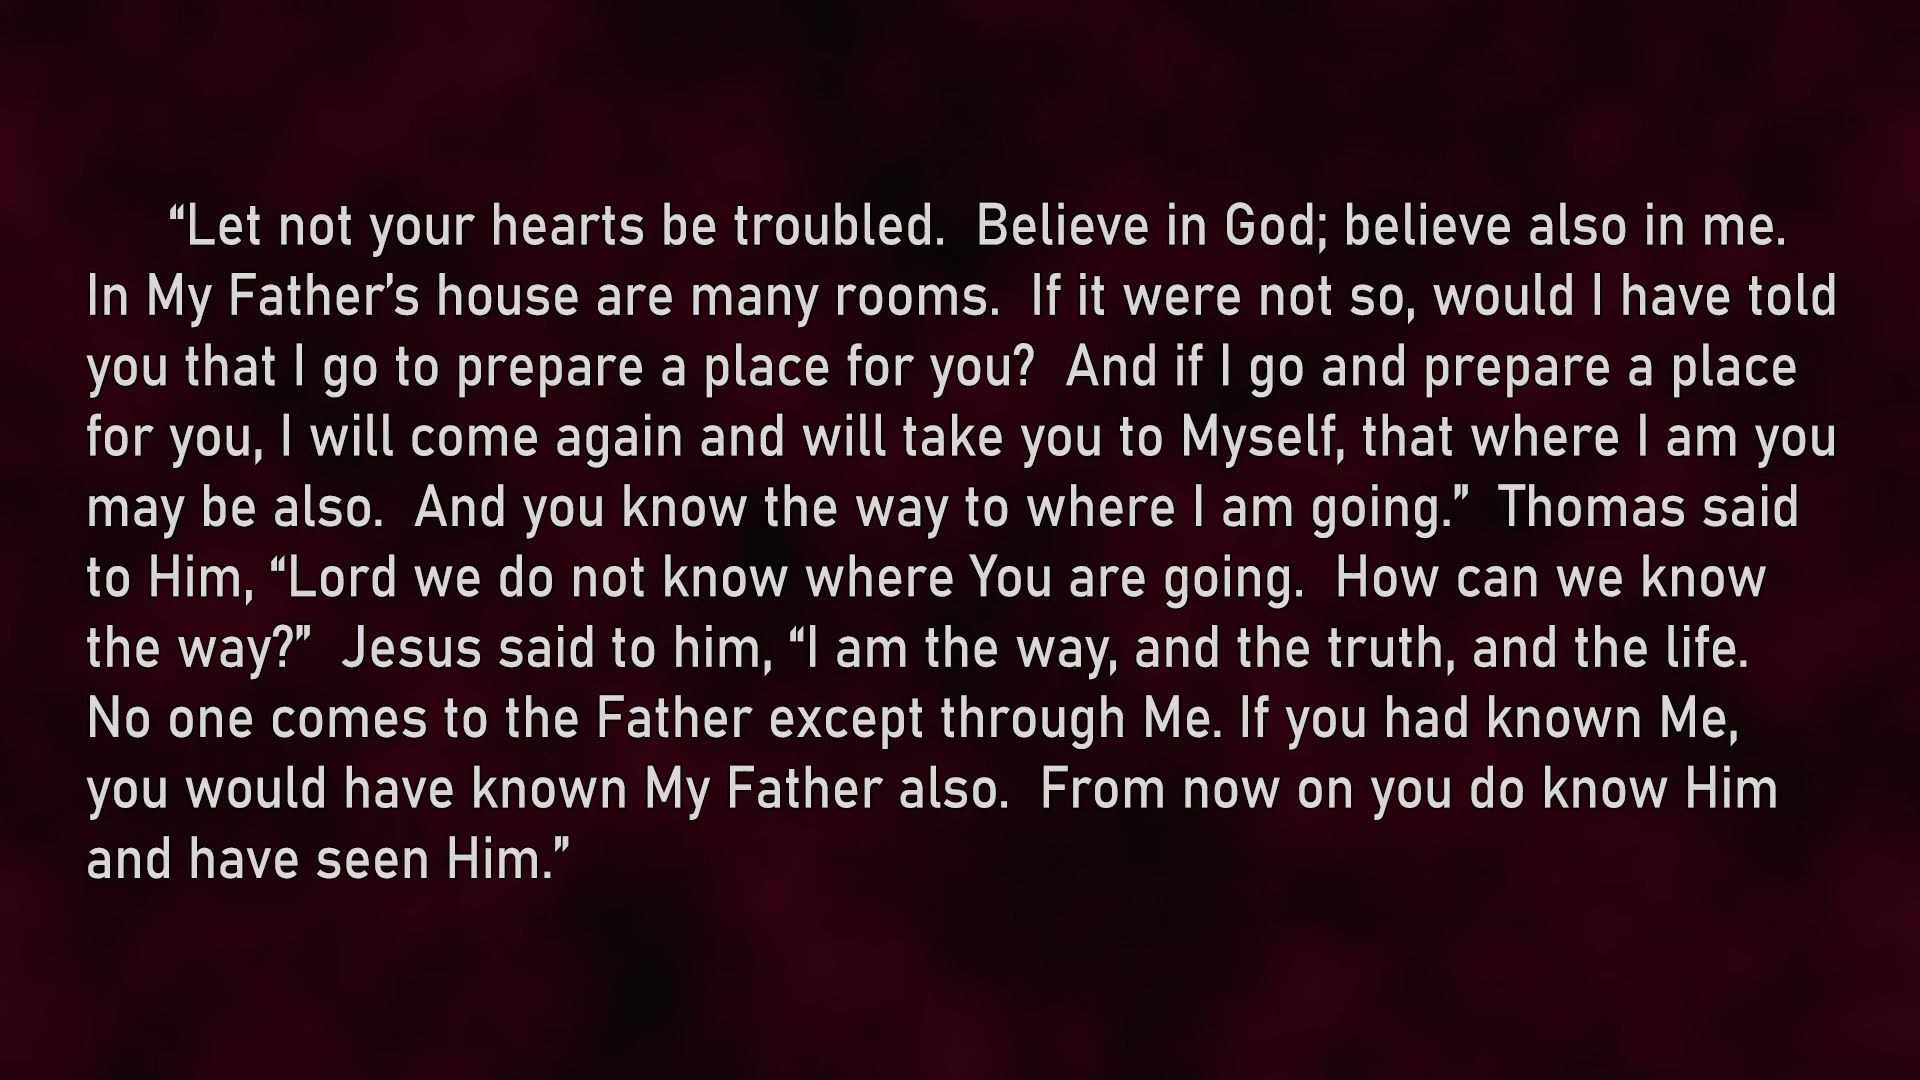 “Let not your hearts be troubled.  Believe in God; believe also in me.
In My Father’s house are many rooms.  If it were not so, would I have told
you that I go to prepare a place for you?  And if I go and prepare a place
for you, I will come again and will take you to Myself, that where I am you
may be also.  And you know the way to where I am going.”  Thomas said
to Him, “Lord we do not know where You are going.  How can we know
the way?”  Jesus said to him, “I am the way, and the truth, and the life.
No one comes to the Father except through Me. If you had known Me,
you would have known My Father also.  From now on you do know Him
and have seen Him.”